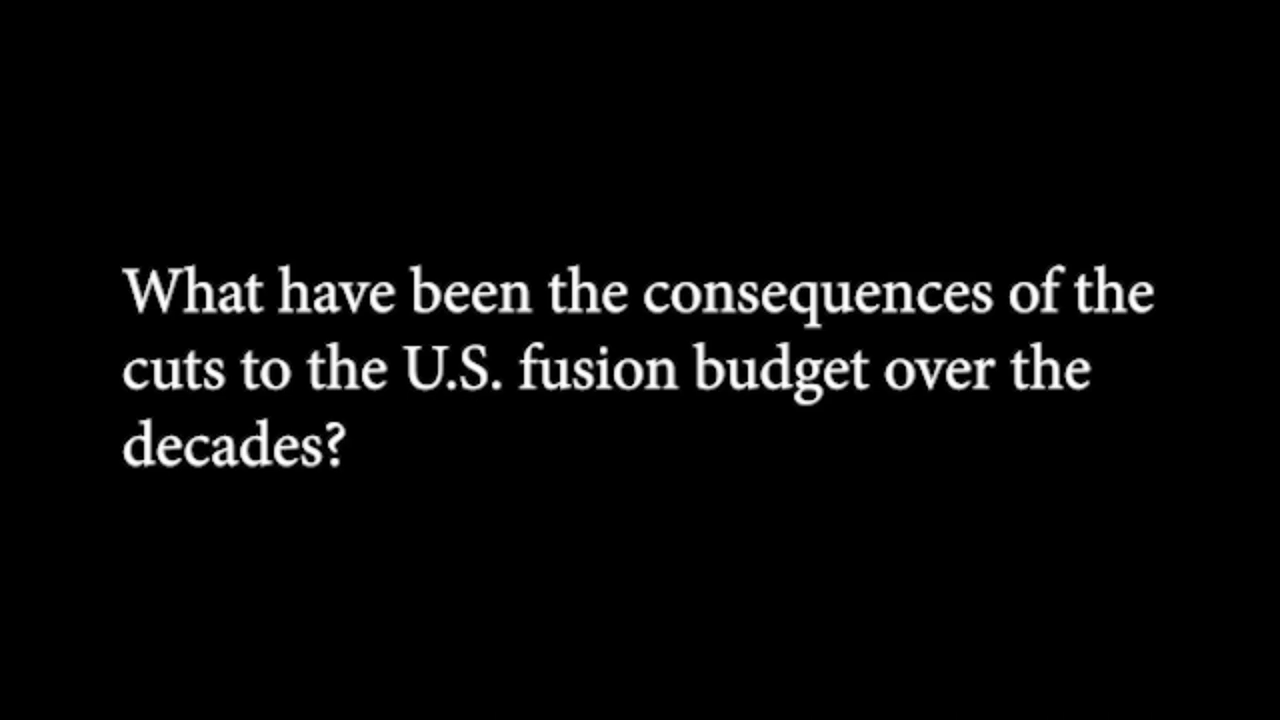 What have been the consequences of the
cuts to the U.S. fusion budget over the
decades?